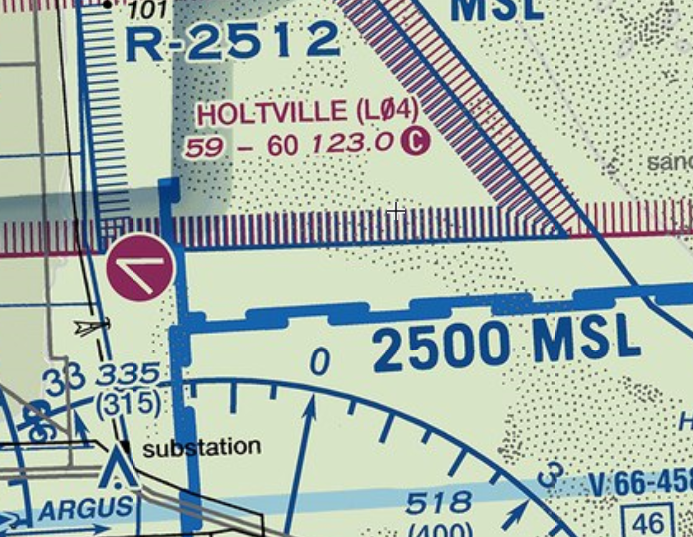 101
MSL
R-2512
HOLTVILLE (LØ4)
59 - 60 123.0 C
sand
2500 MSL
0
33
335
(315)
substation
3
H
V 66-458
ARGUS
518
(400)
46